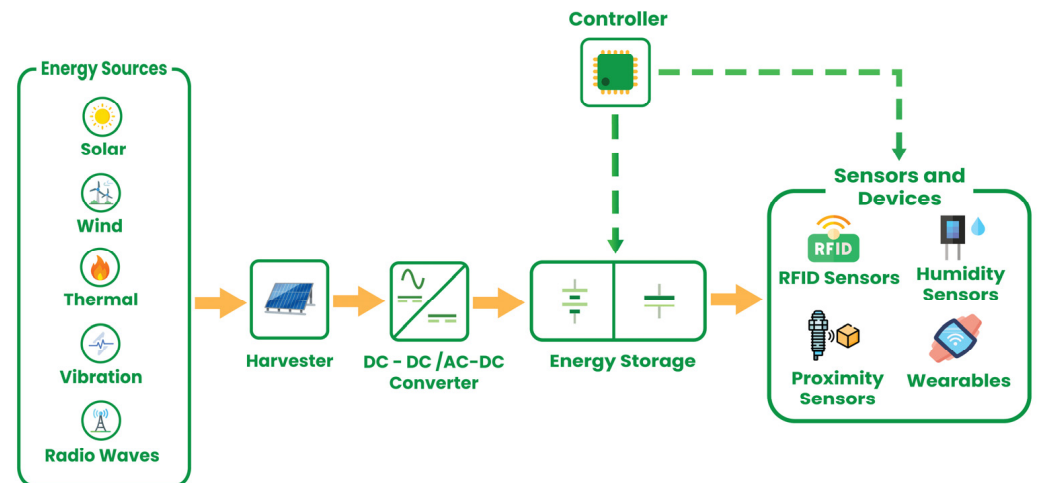 Controller
Energy Sources
Solar
Wind
Thermal
Vibration
Radio Waves
Harvester
DC - DC /AC-DC
Converter
Energy Storage
Sensors and
Devices
RFID
RFID Sensors
Humidity
Sensors
Proximity
Sensors
Wearables